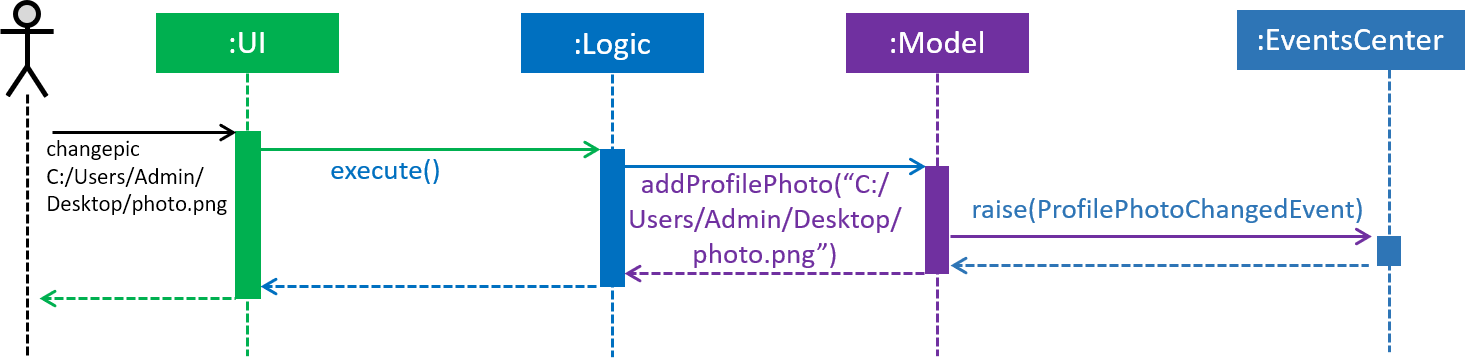 :UI
:Logic
:Model
:EventsCenter
changepic
C:/Users/Admin/
Desktop/photo.png
execute()
addProfilePhoto(“C:/
Users/Admin/Desktop/
photo.png”)
raise(ProfilePhotoChangedEvent)